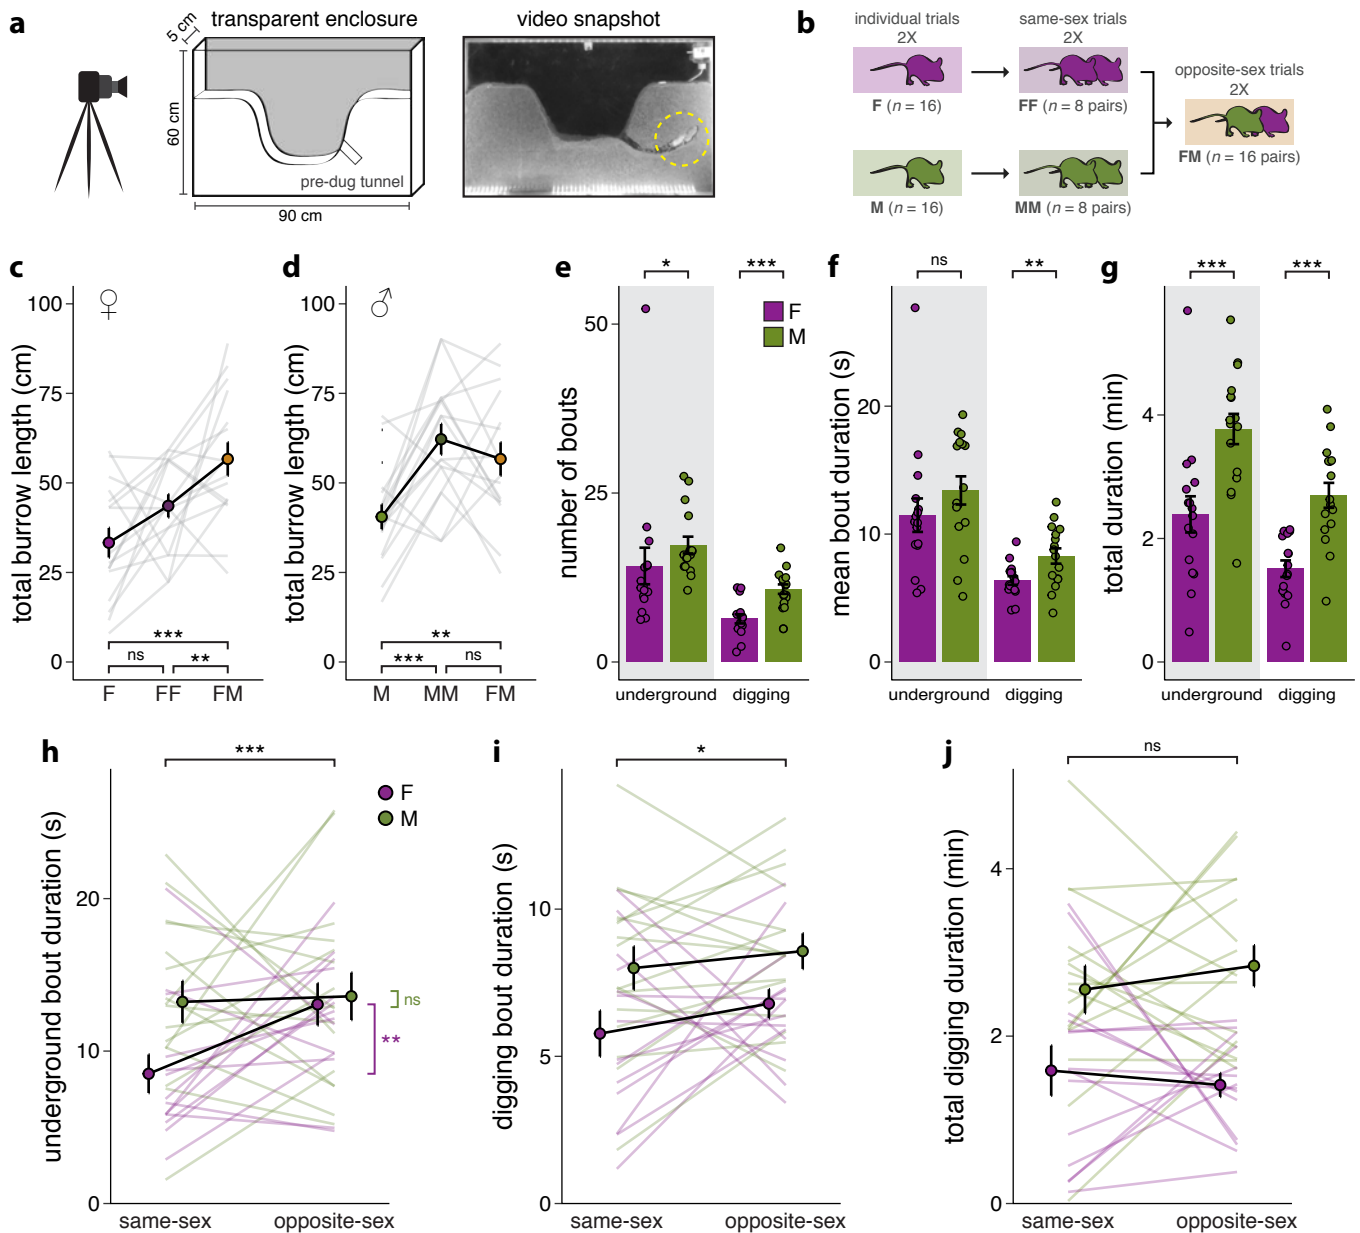 a
transparent enclosure
5 cm
60 cm
pre-dug tunnel
90 cm
video snapshot
b
individual trials
2X
same-sex trials
2X
opposite-sex trials
2X
F (n = 16)
FF (n = 8 pairs)
FM (n = 16 pairs)
M (n = 16)
MM (n = 8 pairs)
c
♀
total burrow length (cm)
100
75
50
25
0
***
ns
**
F
FF
FM
d
♂
total burrow length (cm)
100
75
50
25
0
**
***
ns
M
MM
FM
e
*
***
F
M
number of bouts
50
25
0
underground
digging
f
ns
**
mean bout duration (s)
20
10
0
underground
digging
g
***
***
total duration (min)
4
2
0
underground
digging
h
***
F
M
underground bout duration (s)
20
10
0
ns
**
same-sex
opposite-sex
i
*
digging bout duration (s)
10
5
0
same-sex
opposite-sex
j
ns
total digging duration (min)
4
2
0
same-sex
opposite-sex